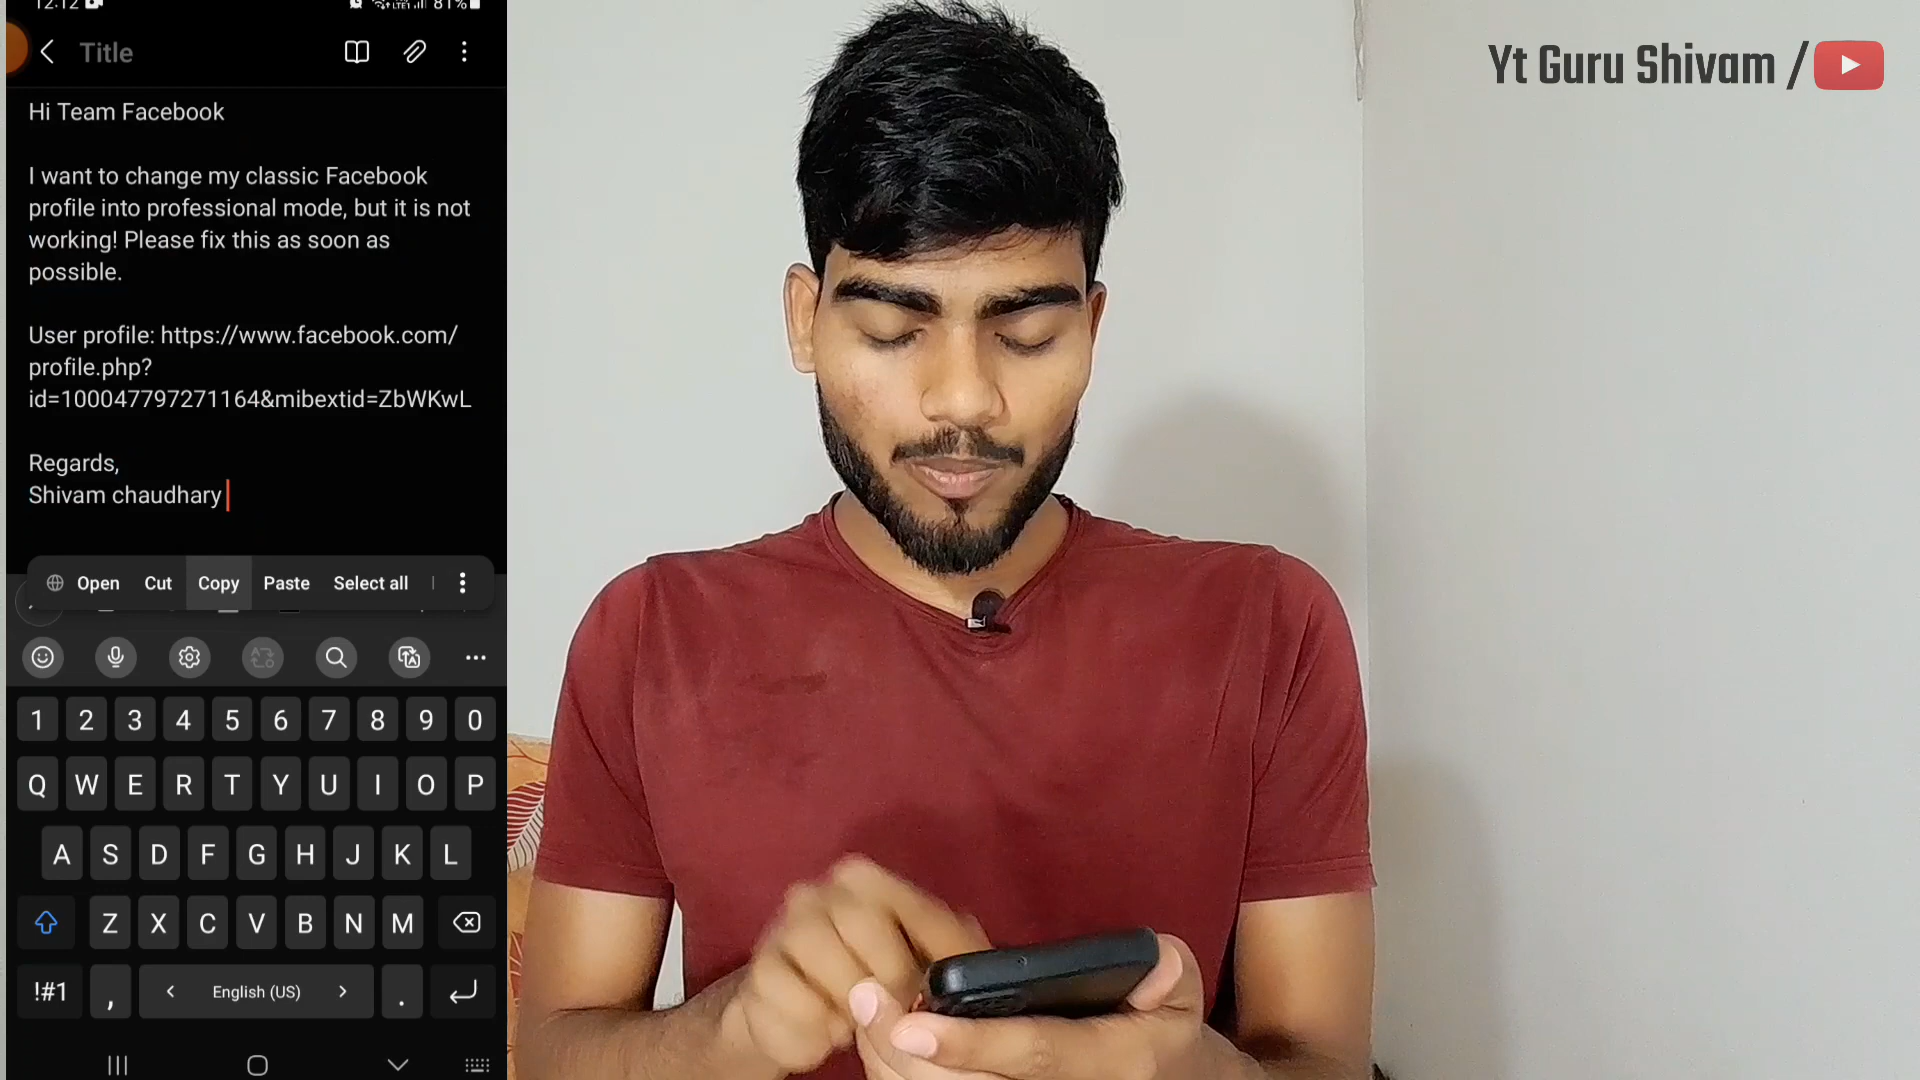 12:12 81%
Title
Hi Team Facebook
I want to change my classic Facebook
profile into professional mode, but it is not
working! Please fix this as soon as
possible.
User profile: https://www.facebook.com/
profile.php?
id=100047797271164&mibextid=ZbWKwL
Regards,
Shivam chaudhary
Open Cut Copy Paste Select all
1 2 3 4 5 6 7 8 9 0
Q W E R T Y U I O P
A S D F G H J K L
Z X C V B N M
!#1 , < English (US) > .
Yt Guru Shivam /